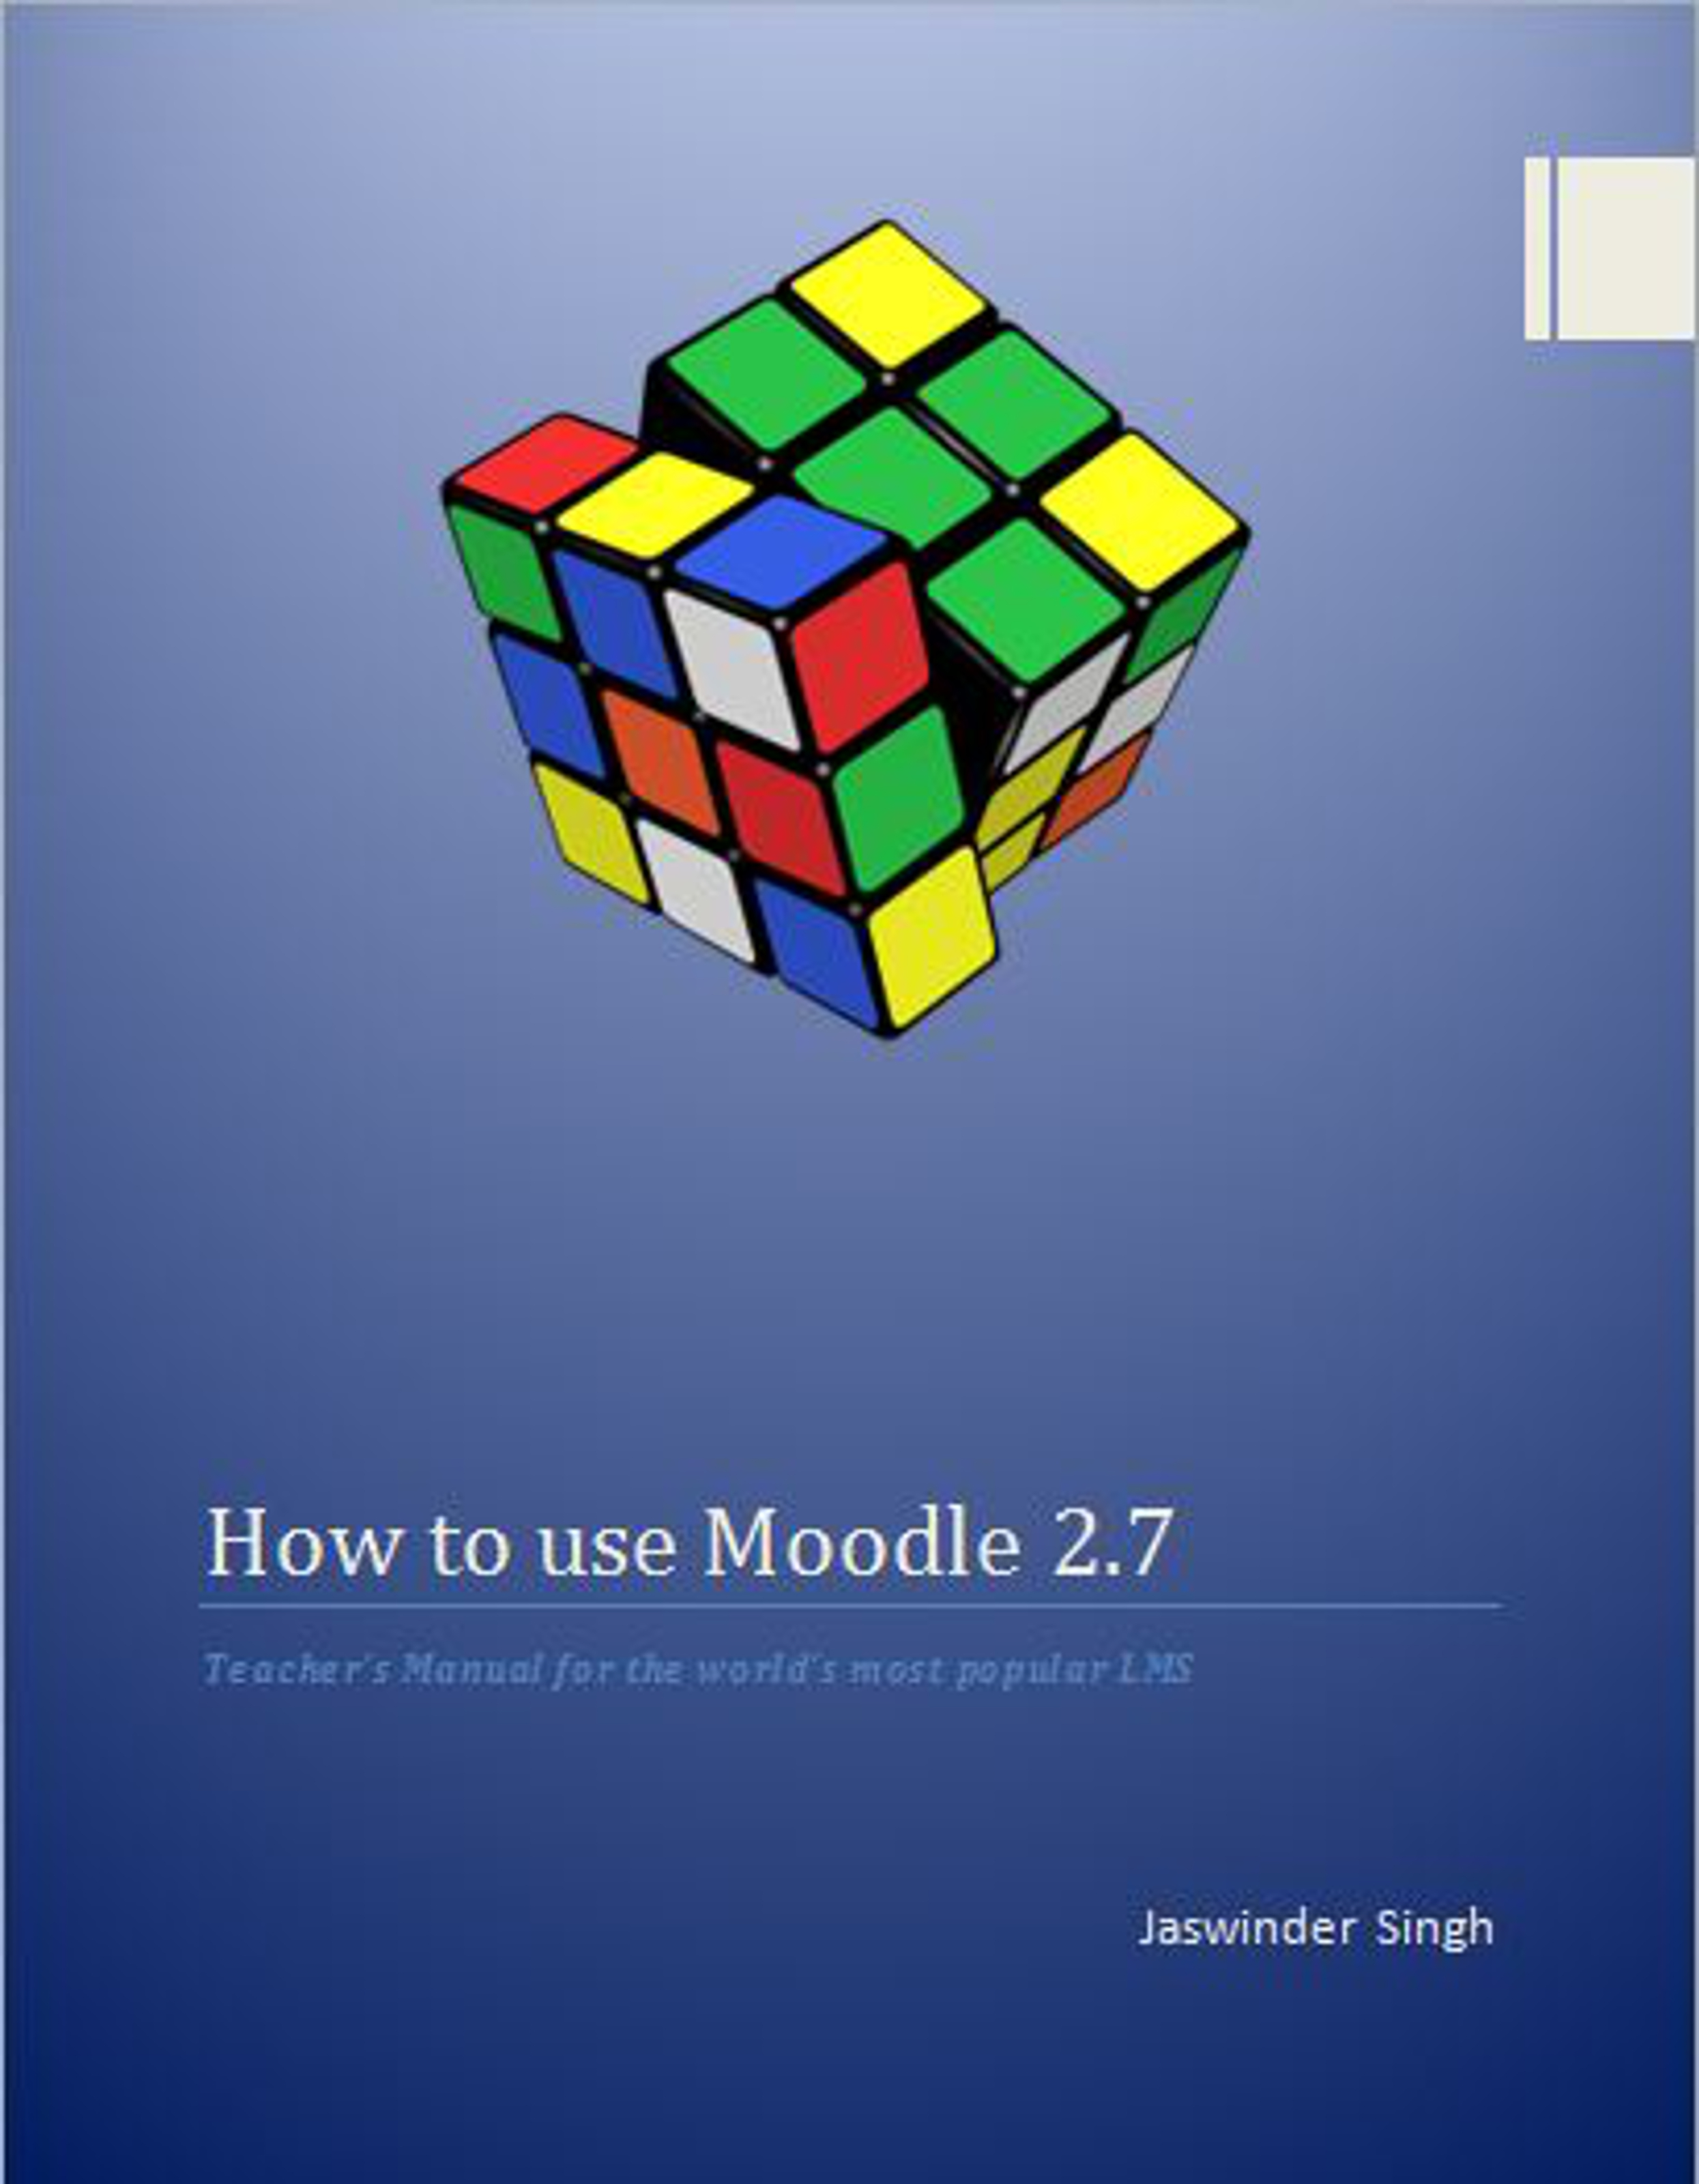 How to use Moodle 2.7
Teacher's Manual for the world's most popular LMS
Jaswinder Singh